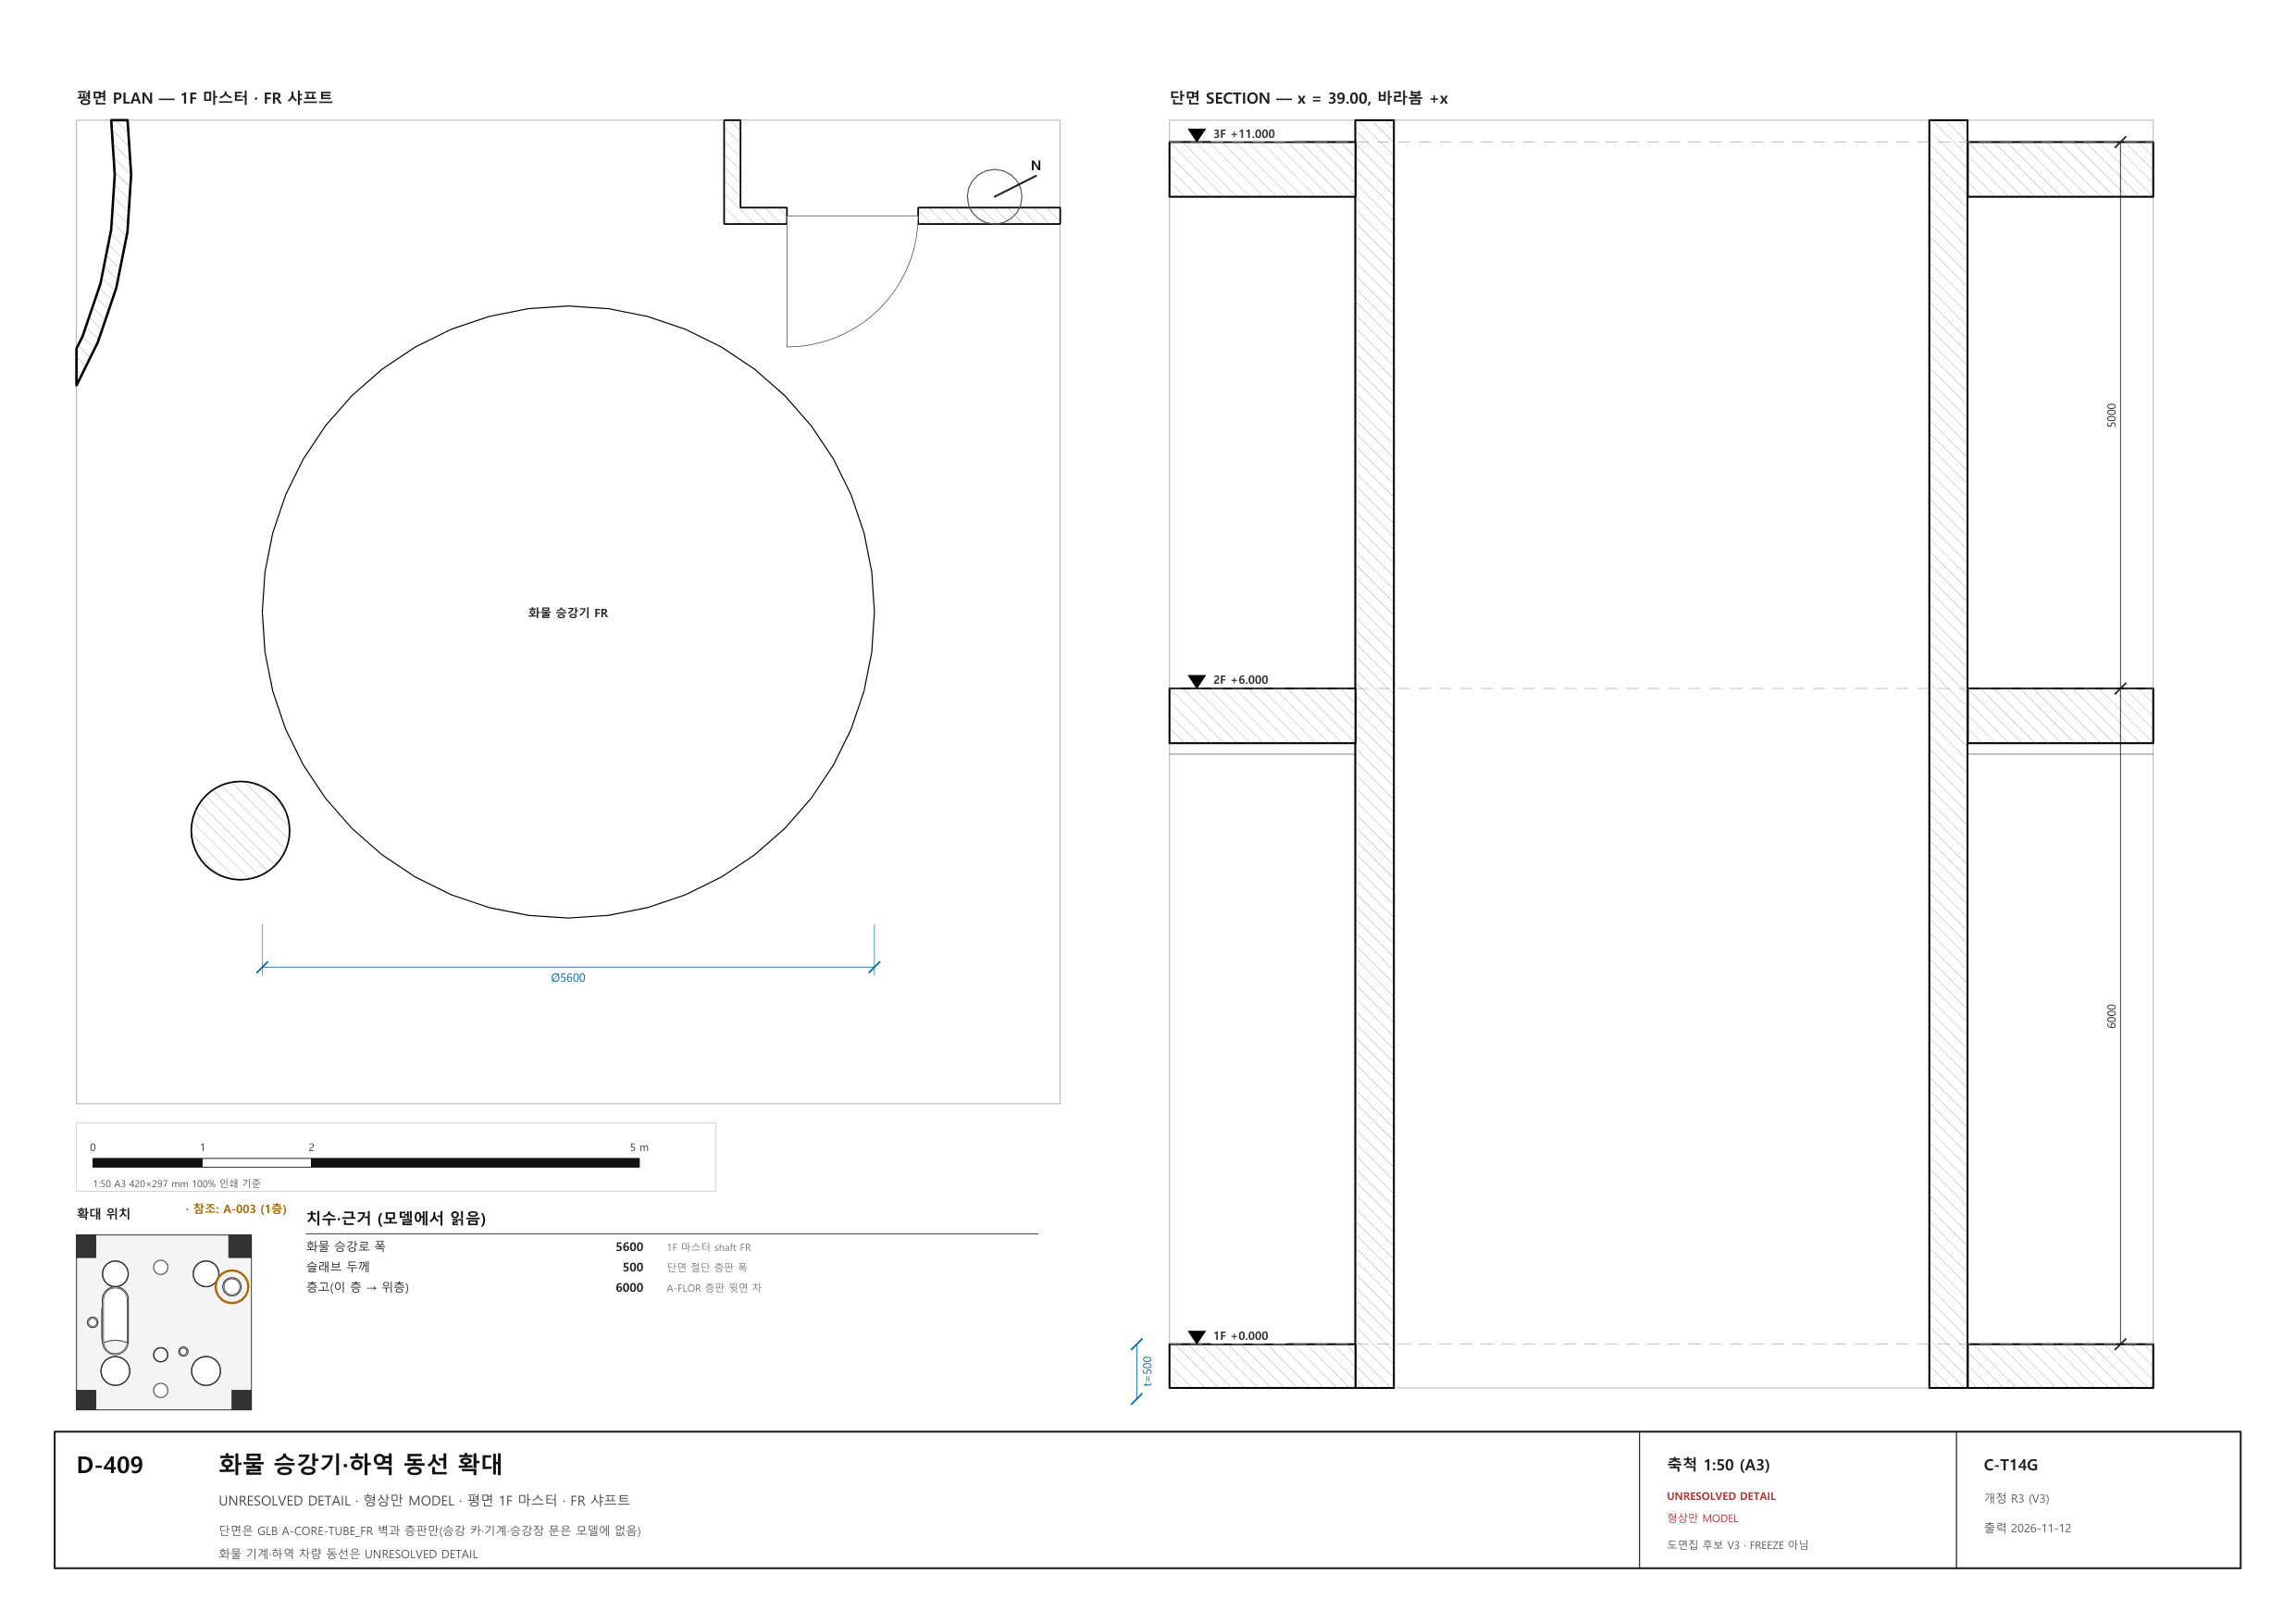 평면 PLAN — 1F 마스터 · FR 샤프트
N
화물 승강기 FR
Ø5600
단면 SECTION — x = 39.00, 바라봄 +x
3F +11.000
5000
2F +6.000
6000
1F +0.000
t=500
0 1 2 5 m
1:50 A3 420×297 mm 100% 인쇄 기준
확대 위치 · 참조: A-003 (1층)
치수·근거 (모델에서 읽음)
화물 승강로 폭 5600 1F 마스터 shaft FR
슬래브 두께 500 단면 절단 층판 폭
층고(이 층 → 위층) 6000 A-FLOR 층판 윗면 차
D-409
화물 승강기·하역 동선 확대
UNRESOLVED DETAIL · 형상만 MODEL · 평면 1F 마스터 · FR 샤프트
단면은 GLB A-CORE-TUBE_FR 벽과 층판만(승강 카·기계·승강장 문은 모델에 없음)
화물 기계·하역 차량 동선은 UNRESOLVED DETAIL
축척 1:50 (A3)
UNRESOLVED DETAIL
형상만 MODEL
도면집 후보 V3 · FREEZE 아님
C-T14G
개정 R3 (V3)
출력 2026-11-12